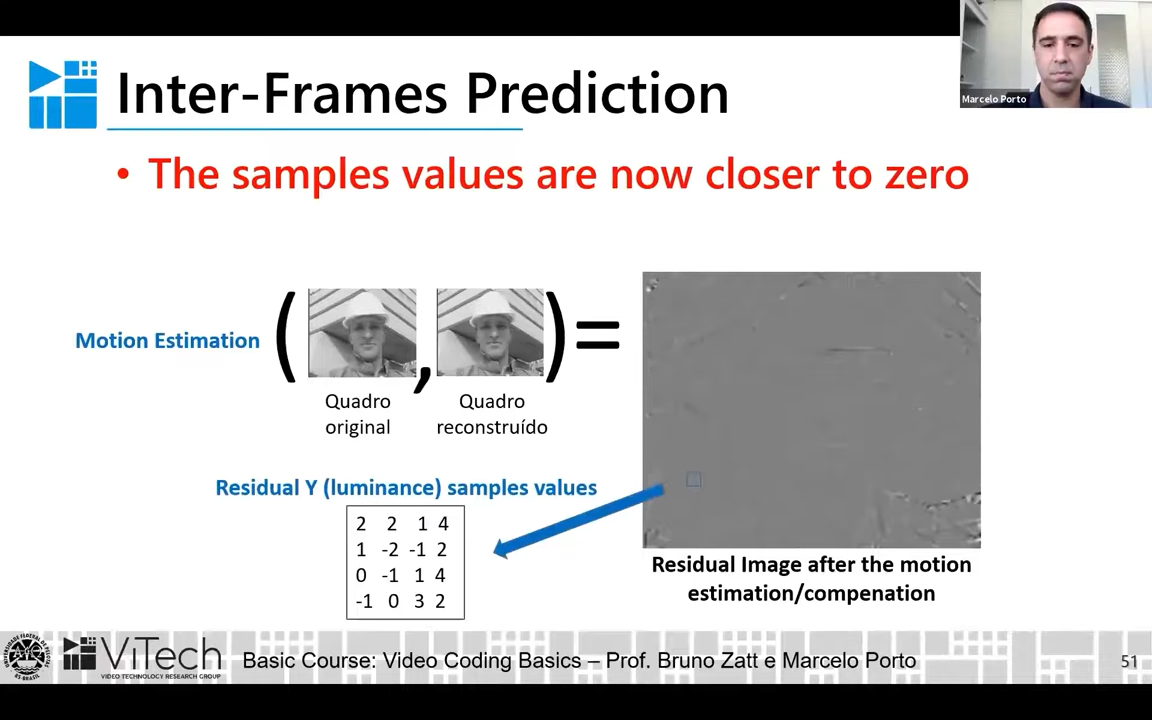 Marcelo Porto
Inter-Frames Prediction
• The samples values are now closer to zero
Motion Estimation
( , ) =
Quadro
original
Quadro
reconstruído
Residual Y (luminance) samples values
2 2 1 4
1 -2 -1 2
0 -1 1 4
-1 0 3 2
Residual Image after the motion
estimation/compenation
ViTech
VIDEO TECHNOLOGY RESEARCH GROUP
Basic Course: Video Coding Basics – Prof. Bruno Zatt e Marcelo Porto
51